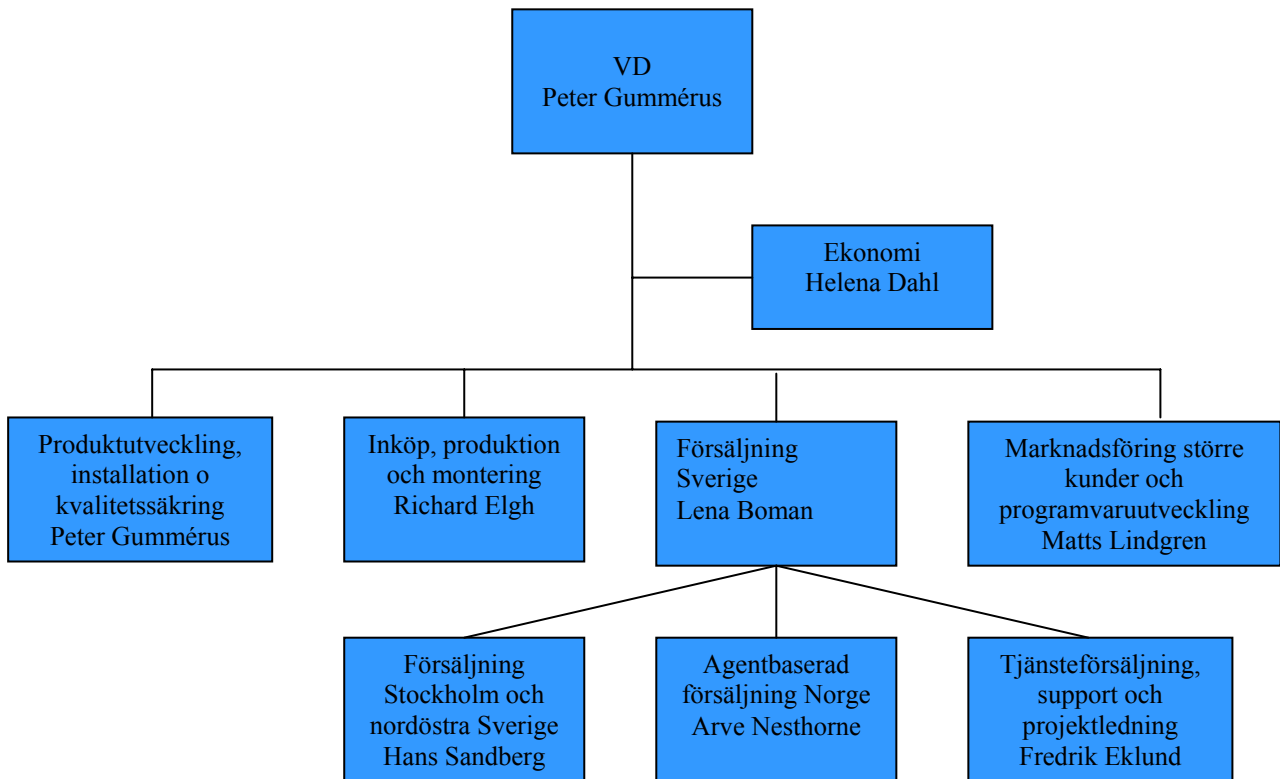 VD
Peter Gummérus
Ekonomi
Helena Dahl
Produktutveckling,
installation o
kvalitetssäkring
Peter Gummérus
Inköp, produktion
och montering
Richard Elgh
Försäljning
Sverige
Lena Boman
Marknadsföring större
kunder och
programvaruutveckling
Matts Lindgren
Försäljning
Stockholm och
nordöstra Sverige
Hans Sandberg
Agentbaserad
försäljning Norge
Arve Nesthorne
Tjänsteförsäljning,
support och
projektledning
Fredrik Eklund